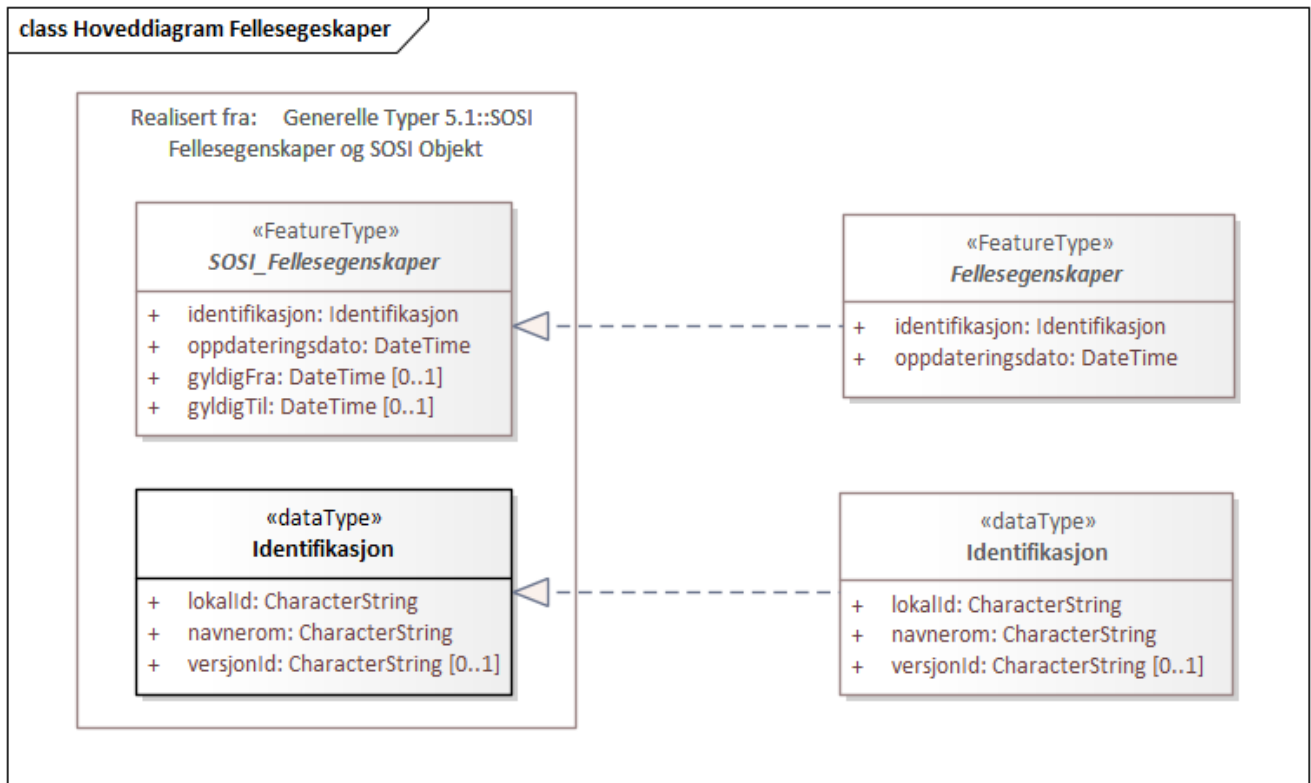 class Hoveddiagram Fellesegeskaper
Realisert fra: Generelle Typer 5.1::SOSI
Fellesegenskaper og SOSI Objekt
«FeatureType»
SOSI_Fellesegenskaper
+ identifikasjon: Identifikasjon
+ oppdateringsdato: DateTime
+ gyldigFra: DateTime [0..1]
+ gyldigTil: DateTime [0..1]
«FeatureType»
Fellesegenskaper
+ identifikasjon: Identifikasjon
+ oppdateringsdato: DateTime
«dataType»
Identifikasjon
+ lokalId: CharacterString
+ navnerom: CharacterString
+ versjonId: CharacterString [0..1]
«dataType»
Identifikasjon
+ lokalId: CharacterString
+ navnerom: CharacterString
+ versjonId: CharacterString [0..1]